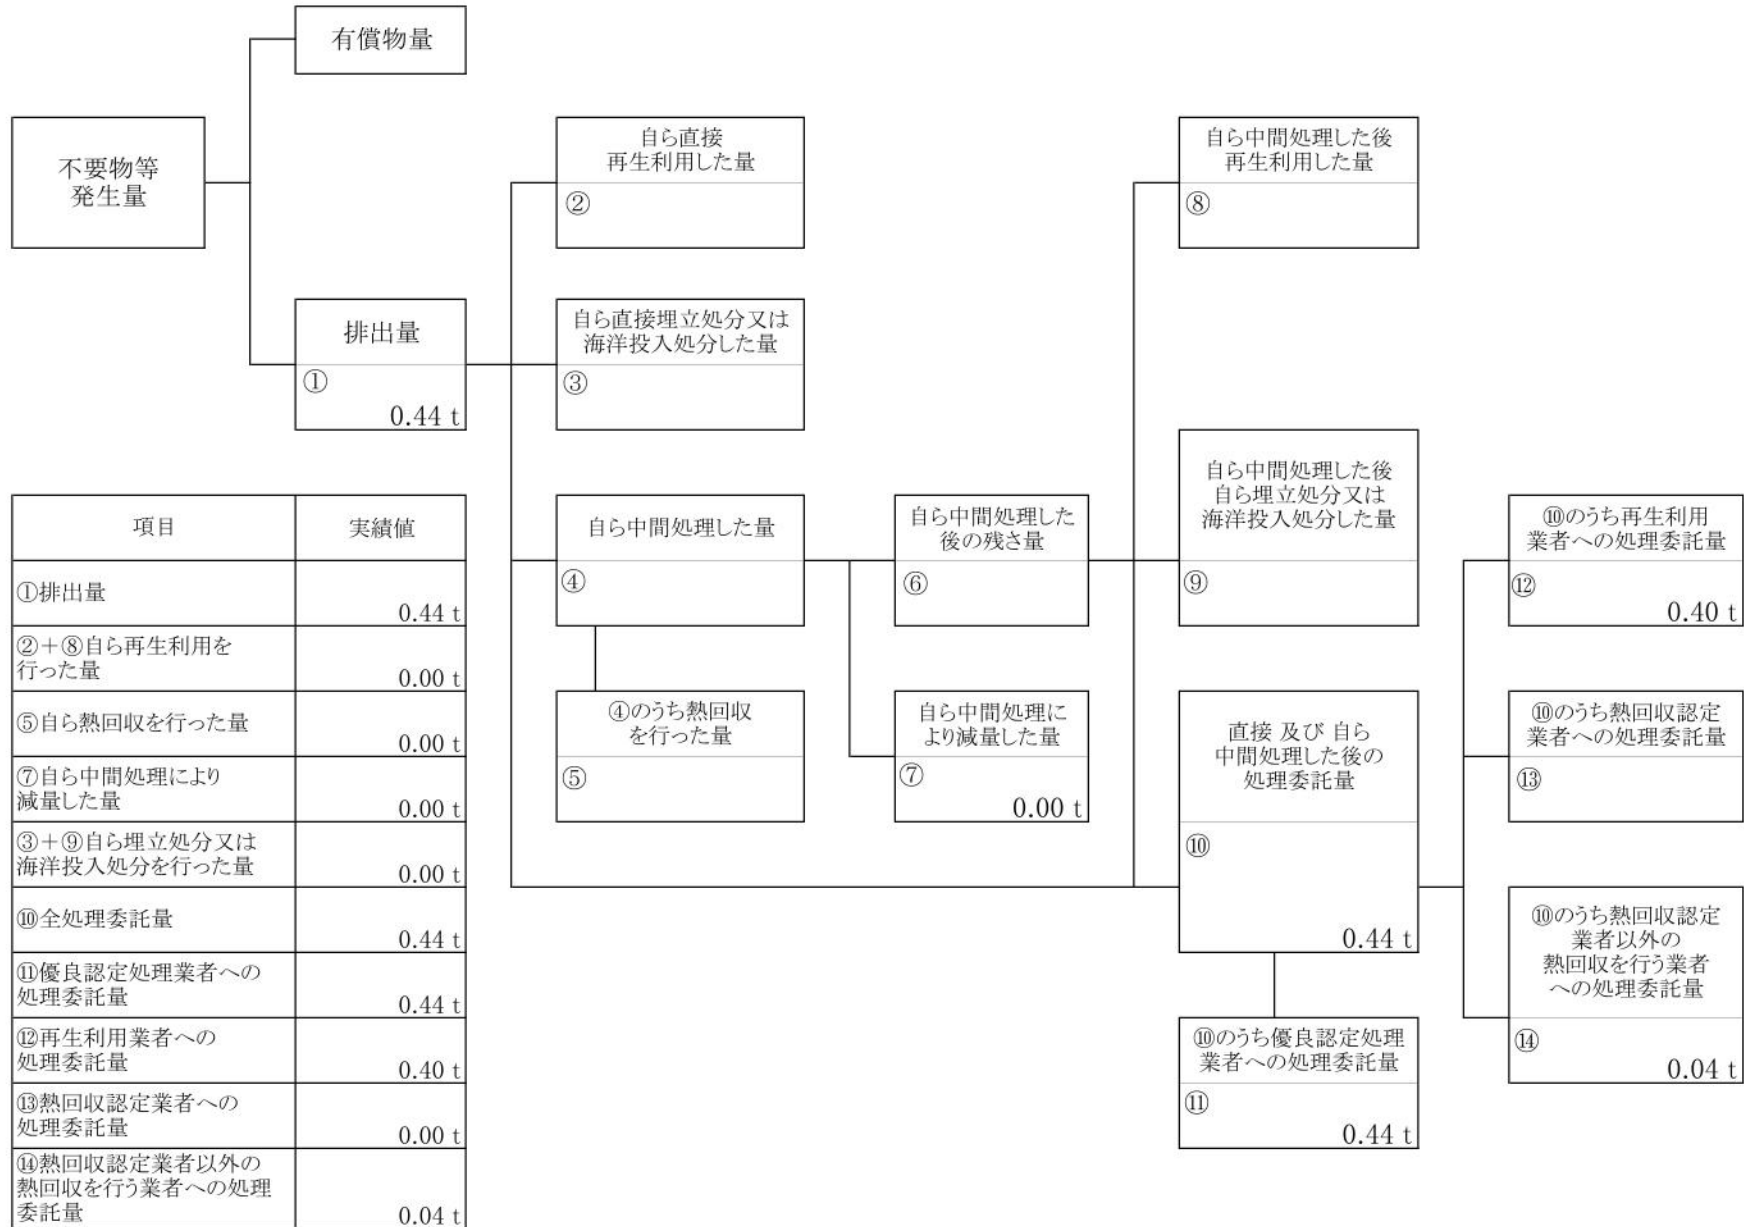 有償物量
不要物等
発生量
排出量
①
0.44 t
自ら直接
再生利用した量
②
自ら直接埋立処分又は
海洋投入処分した量
③
自ら中間処理した量
④
④のうち熱回収
を行った量
⑤
自ら中間処理した
後の残さ量
⑥
自ら中間処理に
より減量した量
⑦
0.00 t
自ら中間処理した後
再生利用した量
⑧
自ら中間処理した後
自ら埋立処分又は
海洋投入処分した量
⑨
直接 及び 自ら
中間処理した後の
処理委託量
⑩
0.44 t
⑩のうち優良認定処理
業者への処理委託量
⑪
0.44 t
⑩のうち再生利用
業者への処理委託量
⑫
0.40 t
⑩のうち熱回収認定
業者への処理委託量
⑬
⑩のうち熱回収認定
業者以外の
熱回収を行う業者
への処理委託量
⑭
0.04 t
項目
実績値
①排出量
0.44 t
②＋⑧自ら再生利用を
行った量
0.00 t
⑤自ら熱回収を行った量
0.00 t
⑦自ら中間処理により
減量した量
0.00 t
③＋⑨自ら埋立処分又は
海洋投入処分を行った量
0.00 t
⑩全処理委託量
0.44 t
⑪優良認定処理業者への
処理委託量
0.44 t
⑫再生利用業者への
処理委託量
0.40 t
⑬熱回収認定業者への
処理委託量
0.00 t
⑭熱回収認定業者以外の
熱回収を行う業者への処理
委託量
0.04 t